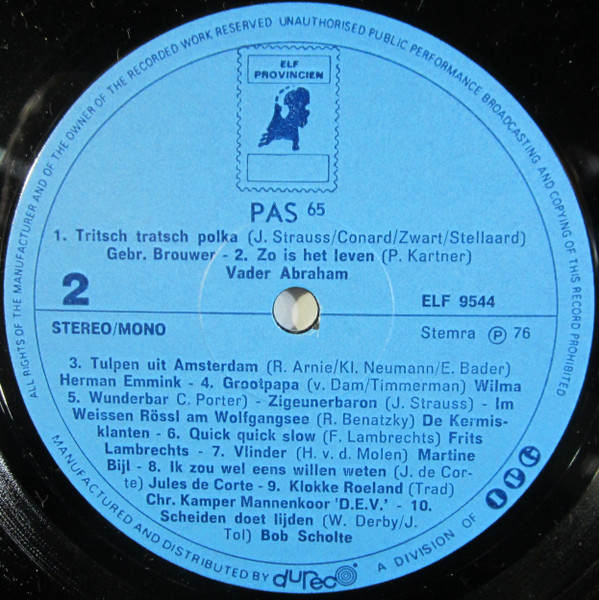 ALL RIGHTS OF THE MANUFACTURER AND OF THE OWNER OF THE RECORDED WORK RESERVED UNAUTHORISED PUBLIC PERFORMANCE BROADCASTING AND COPYING OF THIS RECORD PROHIBITED
ELF
PROVINCIEN
PAS 65
1. Tritsch tratsch polka (J. Strauss/Conard/Zwart/Stellaard)
Gebr. Brouwer - 2. Zo is het leven (P. Kartner)
Vader Abraham
2
ELF 9544
STEREO/MONO
Stemra ℗ 76
3. Tulpen uit Amsterdam (R. Arnie/Kl. Neumann/E. Bader)
Herman Emmink - 4. Grootpapa (v. Dam/Timmerman) Wilma
5. Wunderbar C. Porter) - Zigeunerbaron (J. Strauss) - Im
Weissen Rössl am Wolfgangsee (R. Benatzky) De Kermis-
klanten - 6. Quick quick slow (F. Lambrechts) Frits
Lambrechts - 7. Vlinder (H. v.d. Molen) Martine
Bijl - 8. Ik zou wel eens willen weten (J. de Cor-
te) Jules de Corte - 9. Klokke Roeland (Trad)
Chr. Kamper Mannenkoor 'D.E.V.' - 10.
Scheiden doet lijden (W. Derby/J.
Tol) Bob Scholte
MANUFACTURED AND DISTRIBUTED BY dureco A DIVISION OF